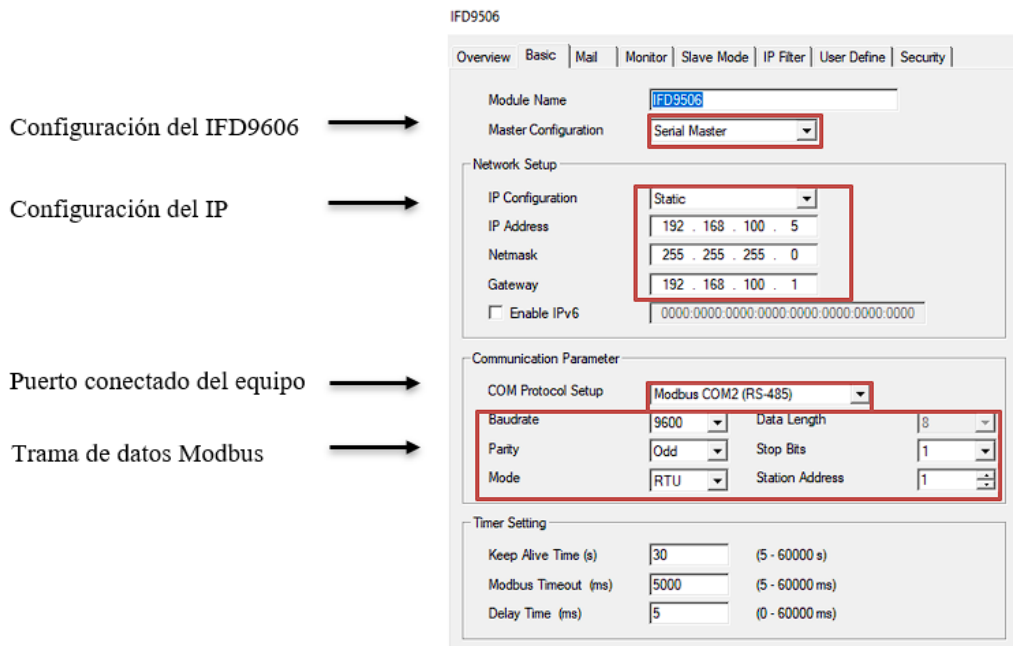 IFD9506
Overview Basic Mail Monitor Slave Mode IP Filter User Define Security
Module Name IFD9506
Configuración del IFD9606
Master Configuration Serial Master
Network Setup
Configuración del IP
IP Configuration Static
IP Address 192 . 168 . 100 . 5
Netmask 255 . 255 . 255 . 0
Gateway 192 . 168 . 100 . 1
Enable IPv6 0000:0000:0000:0000:0000:0000:0000:0000
Communication Parameter
Puerto conectado del equipo
COM Protocol Setup Modbus COM2 (RS-485)
Baudrate 9600 Data Length 8
Trama de datos Modbus
Parity Odd Stop Bits 1
Mode RTU Station Address 1
Timer Setting
Keep Alive Time (s) 30 (5 - 60000 s)
Modbus Timeout (ms) 5000 (5 - 60000 ms)
Delay Time (ms) 5 (0 - 60000 ms)